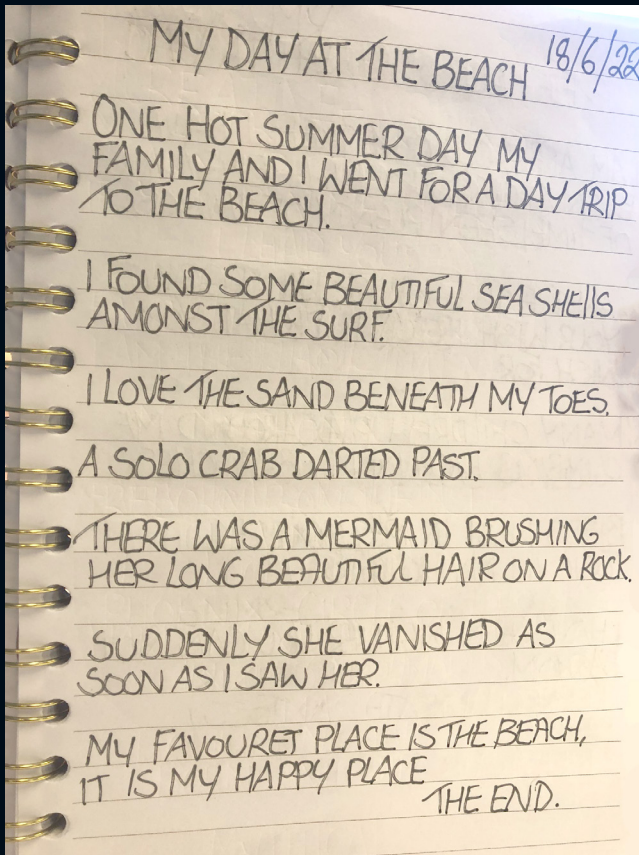 MY DAY AT THE BEACH 18/6/22
ONE HOT SUMMER DAY MY
FAMILY AND I WENT FOR A DAY TRIP
TO THE BEACH.
I FOUND SOME BEAUTIFUL SEA SHEllS
AMONST THE SURF.
I LOVE THE SAND BENEATH MY TOES.
A SOLO CRAB DARTED PAST.
THERE WAS A MERMAID BRUSHING
HER LONG BEAUTIFUL HAIR ON A ROCK.
SUDDENLY SHE VANISHED AS
SOON AS I SAW HER.
MY FAVOURET PLACE IS THE BEACH,
IT IS MY HAPPY PLACE
THE END.